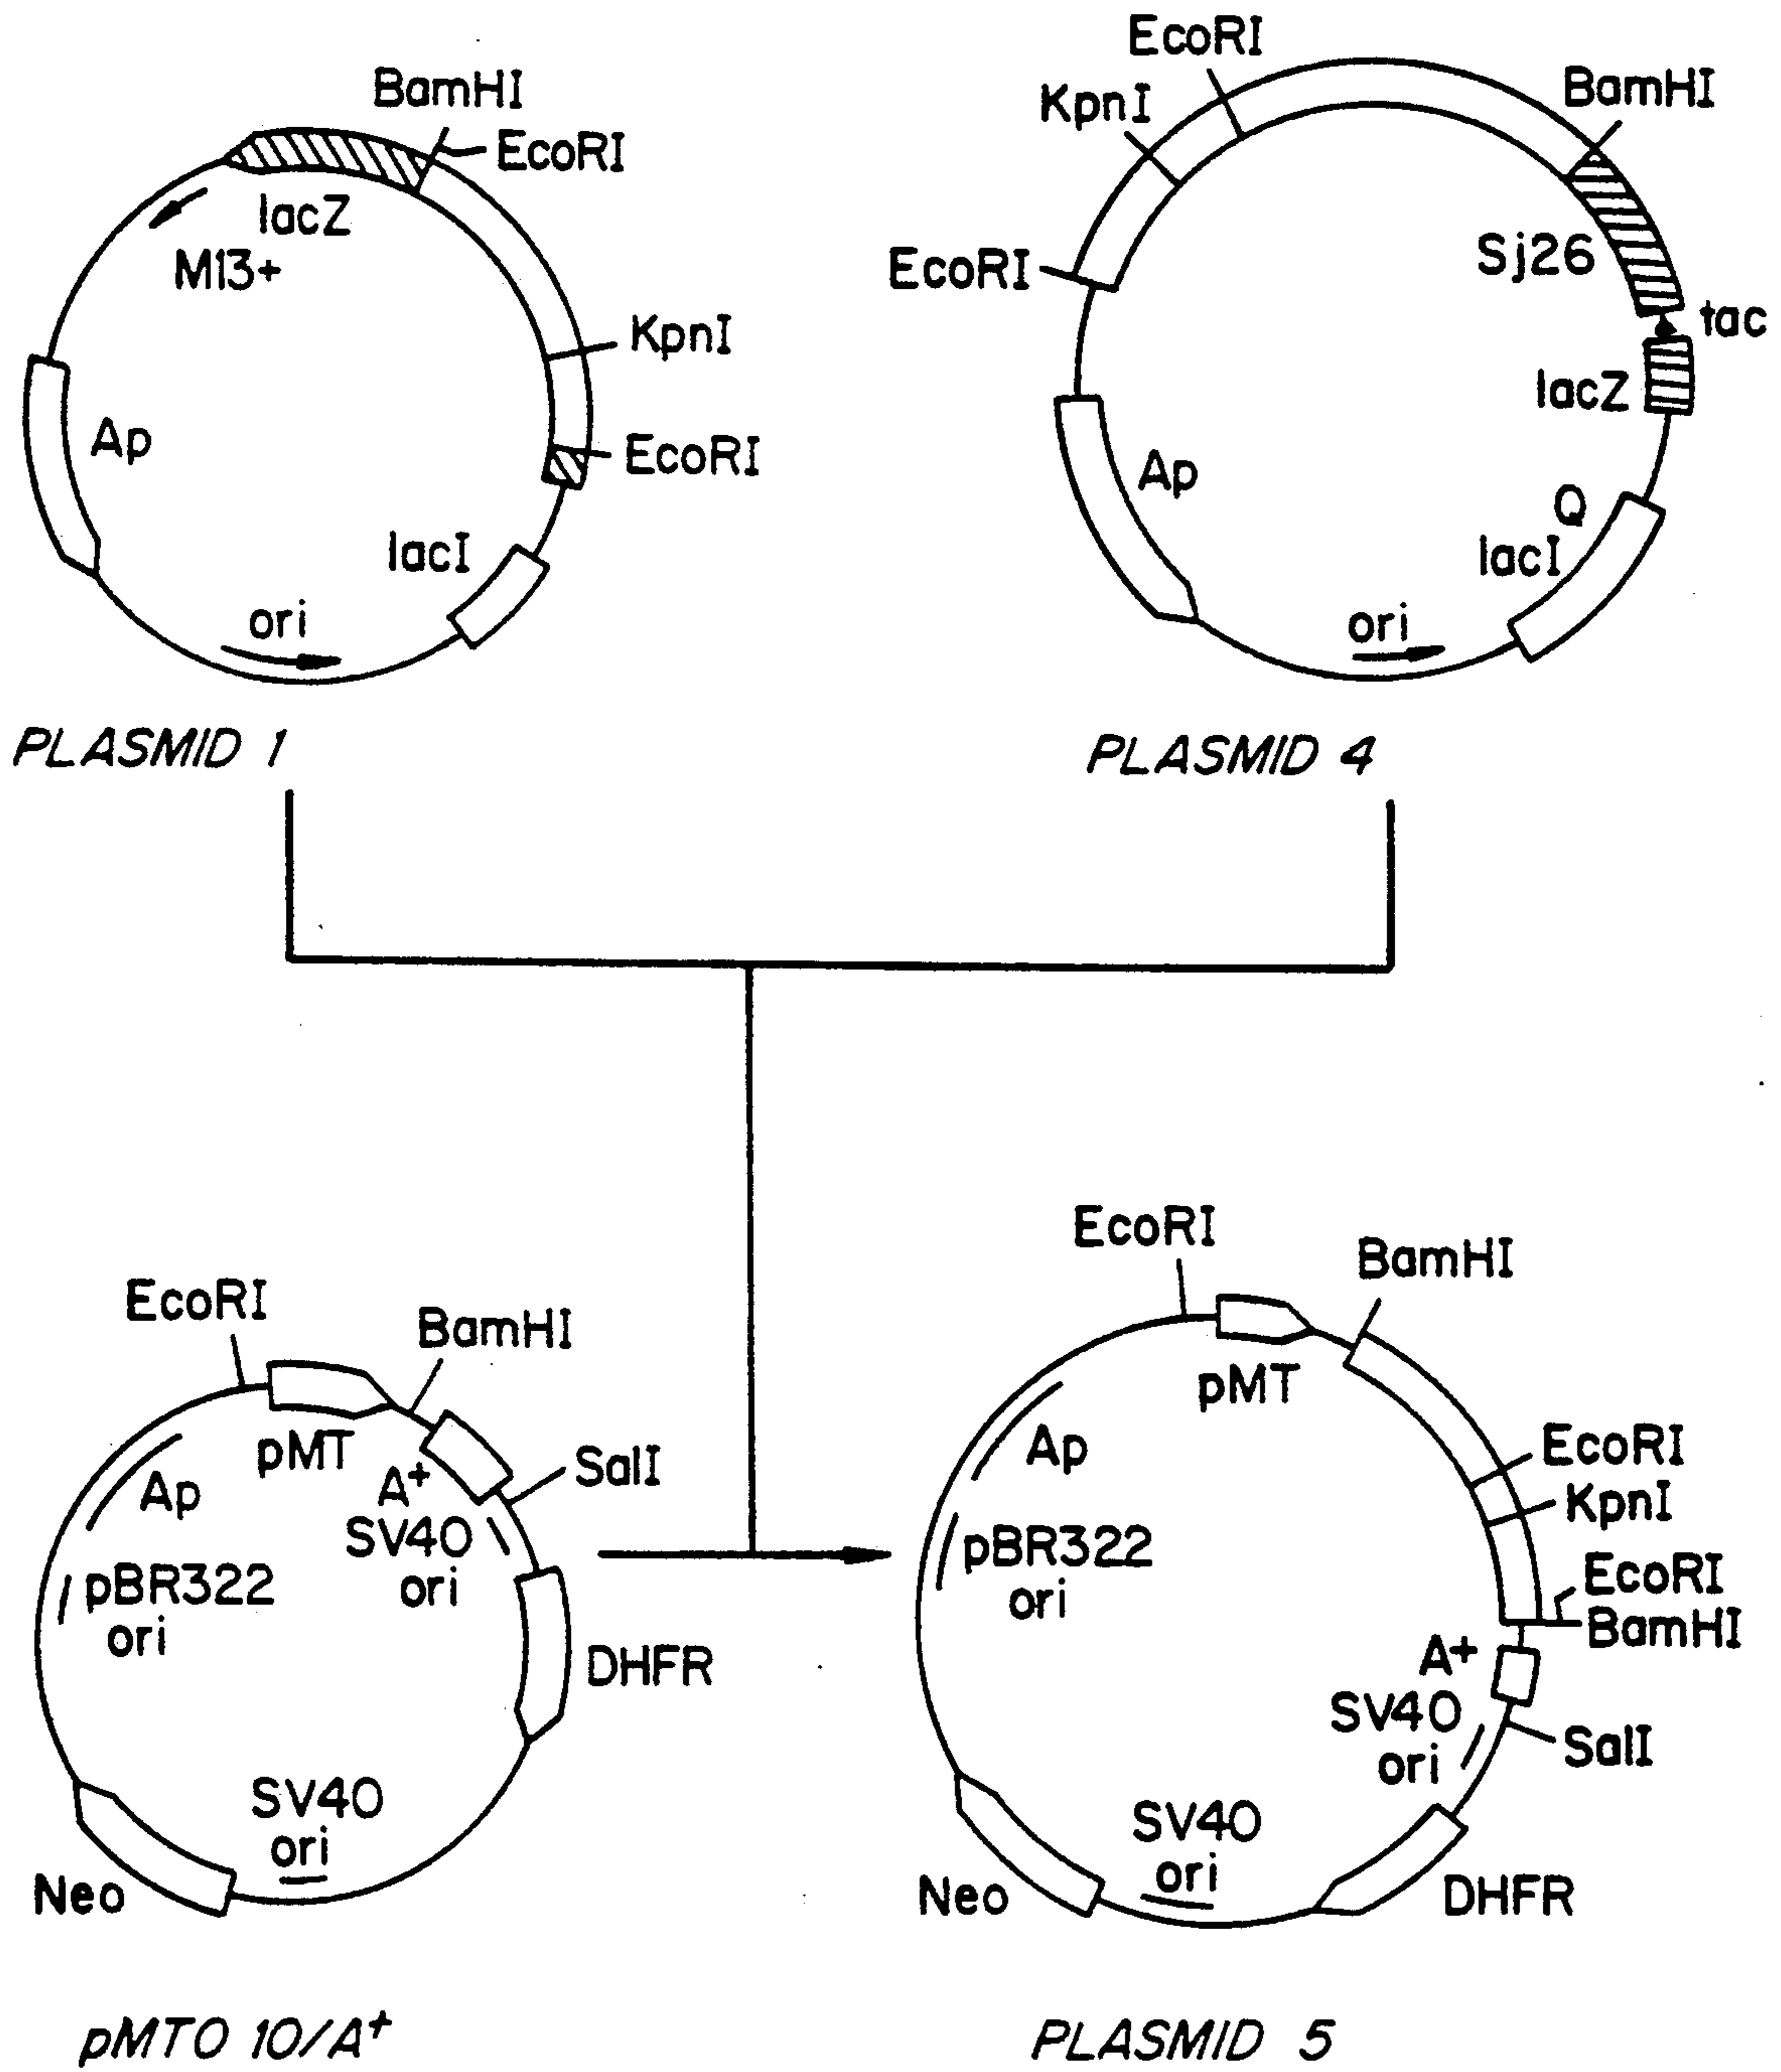 BamHI
EcoRI
lacZ
M13+
KpnI
Ap
EcoRI
lacI
ori
PLASMID 1
EcoRI
KpnI
BamHI
EcoRI
Sj26
tac
lacZ
Ap
Q
lacI
ori
PLASMID 4
EcoRI
BamHI
pMT
SalI
Ap
A+
SV40
ori
pBR322
ori
DHFR
SV40
ori
Neo
pMTO 10/A+
EcoRI
BamHI
pMT
Ap
EcoRI
KpnI
pBR322
ori
EcoRI
BamHI
A+
SV40
ori
SalI
SV40
ori
Neo
DHFR
PLASMID 5